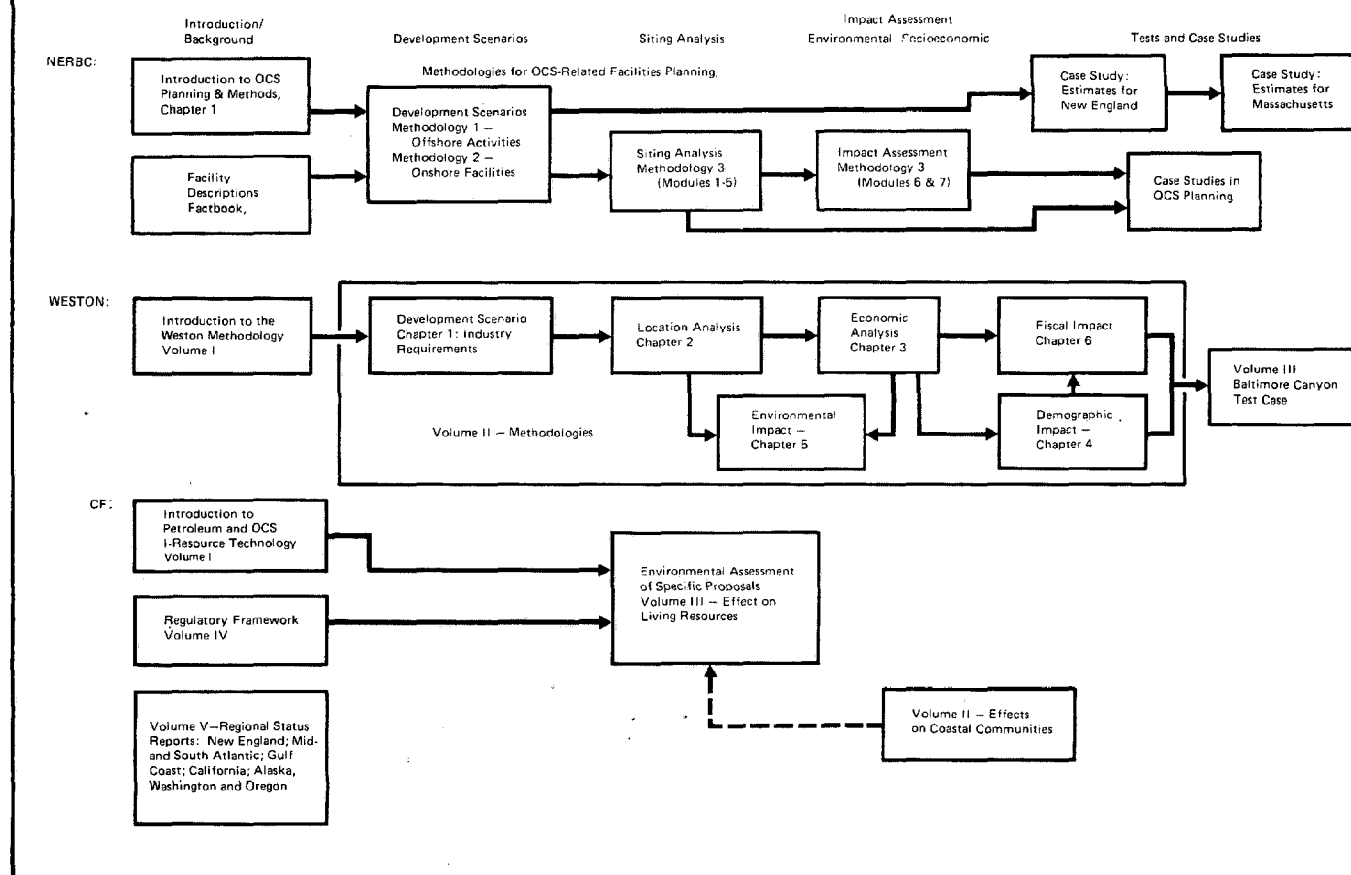 Introduction/
Background
Development Scenarios
Siting Analysis
Impact Assessment
Environmental Socioeconomic
Tests and Case Studies
NERBC:
Methodologies for OCS-Related Facilities Planning,
Introduction to OCS
Planning & Methods,
Chapter 1
Facility
Descriptions
Factbook,
Development Scenarios
Methodology 1 –
Offshore Activities
Methodology 2 –
Onshore Facilities
Siting Analysis
Methodology 3
(Modules 1-5)
Impact Assessment
Methodology 3
(Modules 6 & 7)
Case Study:
Estimates for
New England
Case Study:
Estimates for
Massachusetts
Case Studies in
OCS Planning
WESTON:
Introduction to the
Weston Methodology
Volume I
Development Scenario
Chapter 1: Industry
Requirements
Location Analysis
Chapter 2
Economic
Analysis
Chapter 3
Fiscal Impact
Chapter 6
Volume II – Methodologies
Environmental
Impact –
Chapter 5
Demographic
Impact –
Chapter 4
Volume III
Baltimore Canyon
Test Case
CF:
Introduction to
Petroleum and OCS
I-Resource Technology
Volume I
Regulatory Framework
Volume IV
Volume V–Regional Status
Reports: New England; Mid-
and South Atlantic; Gulf
Coast; California; Alaska,
Washington and Oregon
Environmental Assessment
of Specific Proposals
Volume III – Effect on
Living Resources
Volume II – Effects
on Coastal Communities